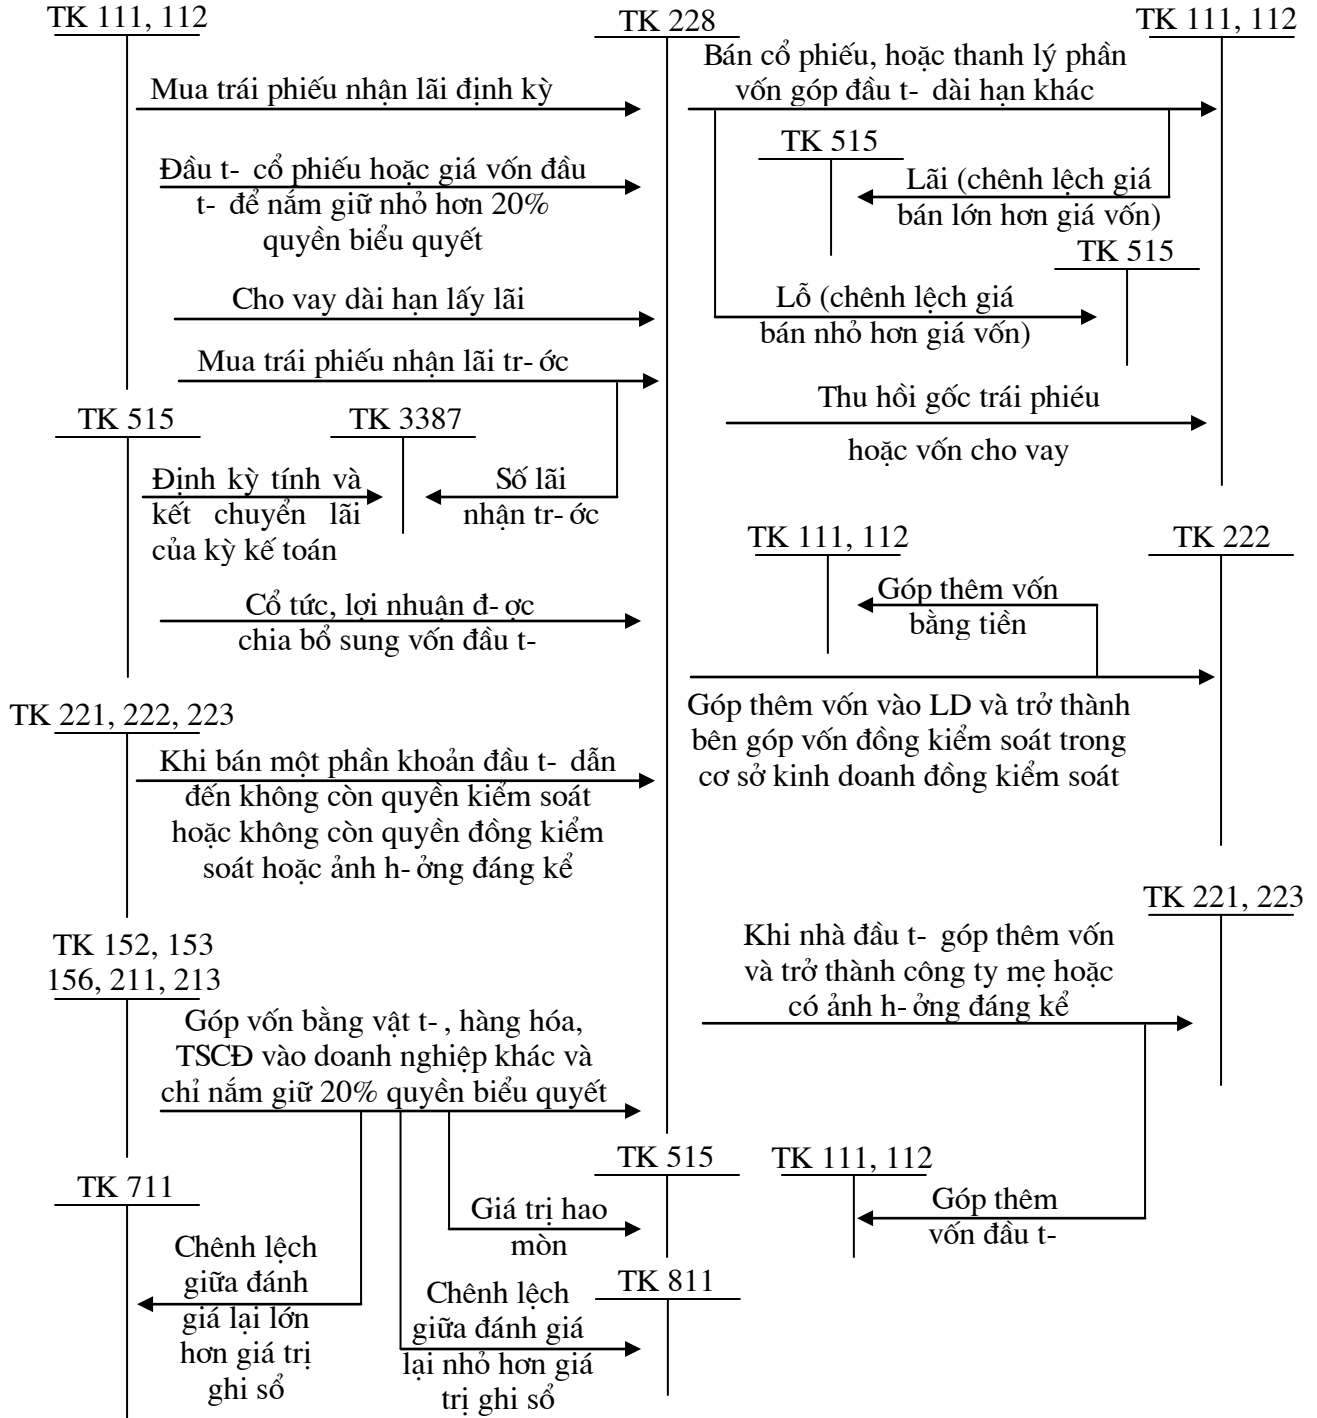 TK 111, 112
TK 228
TK 111, 112
Mua trái phiếu nhận lãi định kỳ
Bán cổ phiếu, hoặc thanh lý phần
vốn góp đầu t- dài hạn khác
TK 515
Đầu t- cổ phiếu hoặc giá vốn đầu
t- để nắm giữ nhỏ hơn 20%
quyền biểu quyết
Lãi (chênh lệch giá
bán lớn hơn giá vốn)
TK 515
Cho vay dài hạn lấy lãi
Lỗ (chênh lệch giá
bán nhỏ hơn giá vốn)
Mua trái phiếu nhận lãi tr- ớc
Thu hồi gốc trái phiéu
hoặc vốn cho vay
TK 515
TK 3387
Định kỳ tính và
kết chuyển lãi
của kỳ kế toán
Số lãi
nhận tr- ớc
TK 111, 112
TK 222
Góp thêm vốn
bằng tiền
Cổ tức, lợi nhuận đ- ợc
chia bổ sung vốn đầu t-
Góp thêm vốn vào LD và trở thành
bên góp vốn đồng kiểm soát trong
cơ sở kinh doanh đồng kiểm soát
TK 221, 222, 223
Khi bán một phần khoản đầu t- dẫn
đến không còn quyền kiểm soát
hoặc không còn quyền đồng kiểm
soát hoặc ảnh h- ởng đáng kể
TK 221, 223
Khi nhà đầu t- góp thêm vốn
và trở thành công ty mẹ hoặc
có ảnh h- ởng đáng kể
TK 152, 153
156, 211, 213
Góp vốn bằng vật t- , hàng hóa,
TSCĐ vào doanh nghiệp khác và
chỉ nắm giữ 20% quyền biểu quyết
TK 515
TK 111, 112
Góp thêm
vốn đầu t-
TK 711
Giá trị hao
mòn
Chênh lệch
giữa đánh
giá lại lớn
hơn giá trị
ghi sổ
TK 811
Chênh lệch
giữa đánh giá
lại nhỏ hơn giá
trị ghi sổ